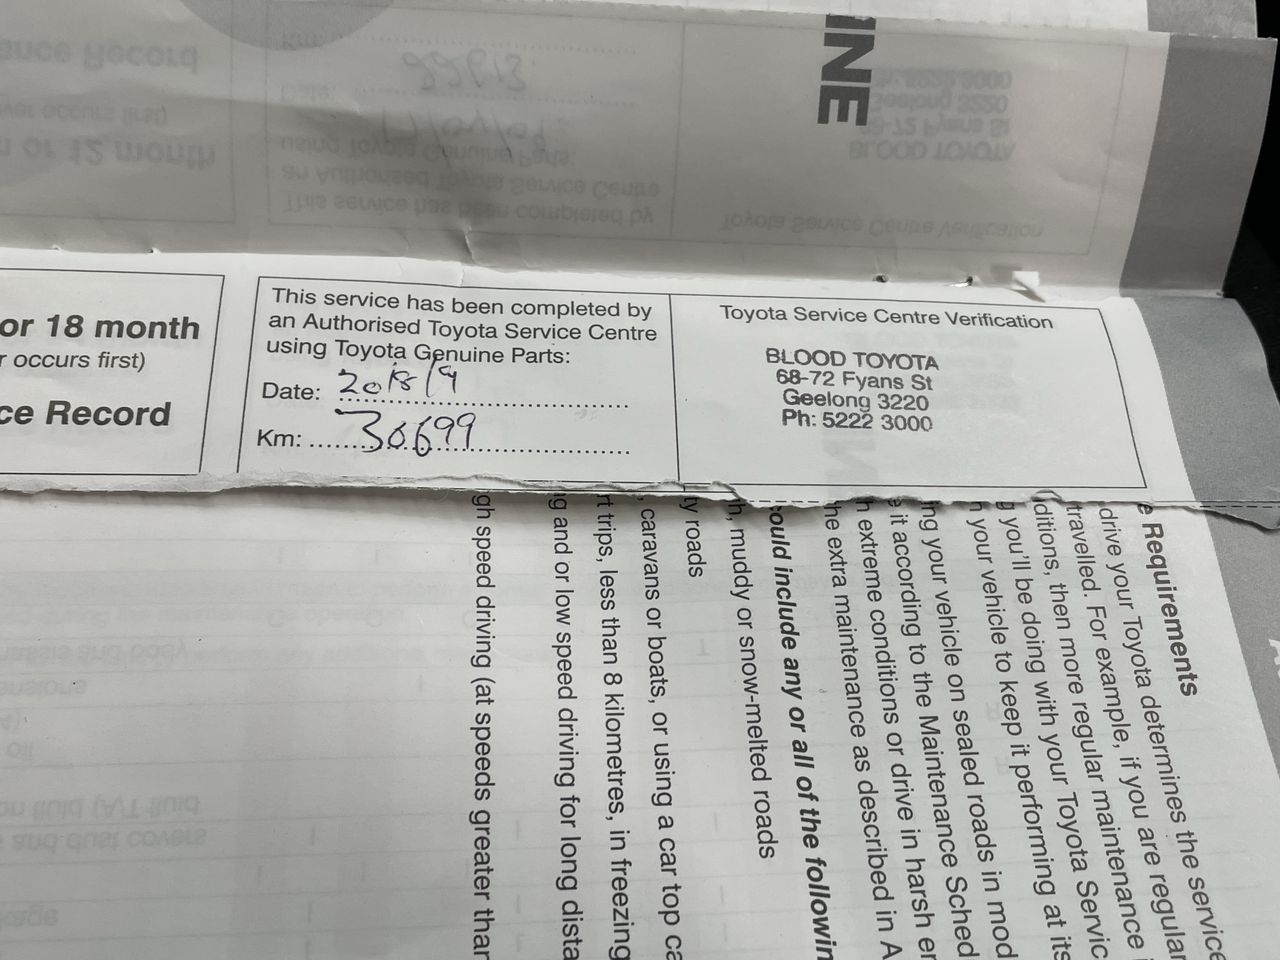 INE
or 18 month
r occurs first)
ce Record
This service has been completed by
an Authorised Toyota Service Centre
using Toyota Genuine Parts:
Date:
Km: 30699
Toyota Service Centre Verification
BLOOD TOYOTA
68-72 Fyans St
Geelong 3220
Ph: 5222 3000
e Requirements
drive your Toyota determines the service
travelled. For example, if you are regular
ditions, then more regular maintenance i
g you'll be doing with your Toyota Servic
n your vehicle to keep it performing at its
ing your vehicle on sealed roads in mod
e it according to the Maintenance Sched
h extreme conditions or drive in harsh er
he extra maintenance as described in A
ould include any or all of the followin
h, muddy or snow-melted roads
ty roads
, caravans or boats, or using a car top ca
rt trips, less than 8 kilometres, in freezing
g and or low speed driving for long dista
gh speed driving (at speeds greater than